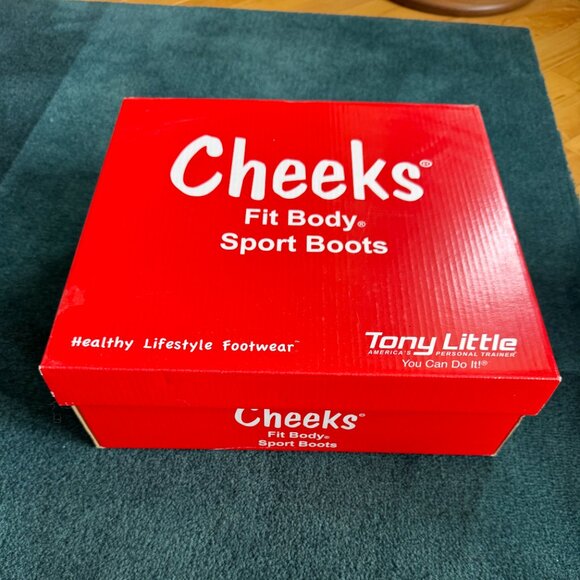 Cheeks®
Fit Body®
Sport Boots
Healthy Lifestyle Footwear™
Tony Little
AMERICA'S PERSONAL TRAINER
You Can Do It!®
Cheeks®
Fit Body®
Sport Boots